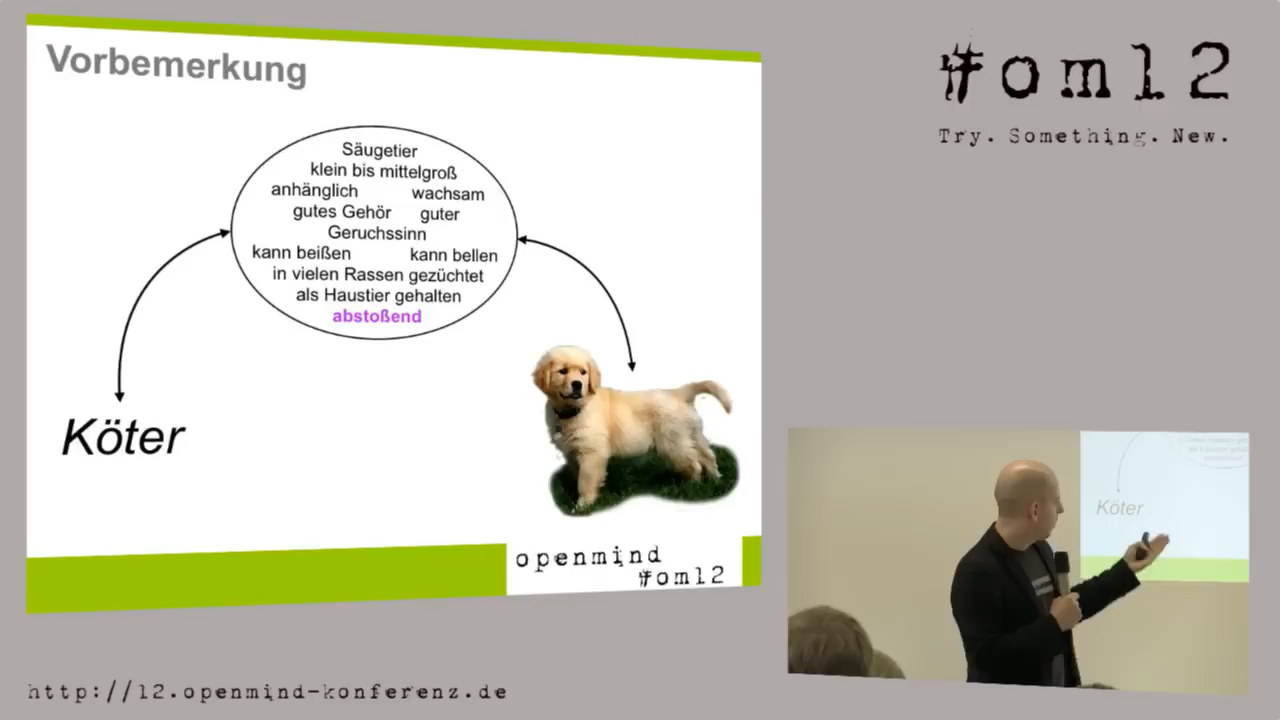 Vorbemerkung
Säugetier
klein bis mittelgroß
anhänglich wachsam
gutes Gehör guter
Geruchssinn
kann beißen kann bellen
in vielen Rassen gezüchtet
als Haustier gehalten
abstoßend
Köter
openmind
#om12
http://12.openmind-konferenz.de
#om12
Try. Something. New.
Köter